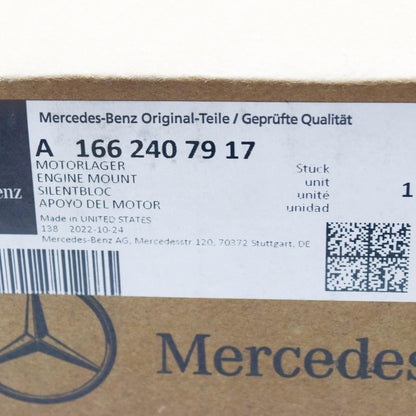 Mercedes-Benz Original-Teile / Geprüfte Qualität
A 166 240 79 17
MOTORLAGER
ENGINE MOUNT
SILENTBLOC
APOYO DEL MOTOR
Stück
unit
unité
unidad
1
enz
Made in UNITED STATES
138 2022-10-24
Mercedes-Benz AG, Mercedesstr.120, 70372 Stuttgart, DE
Mercedes